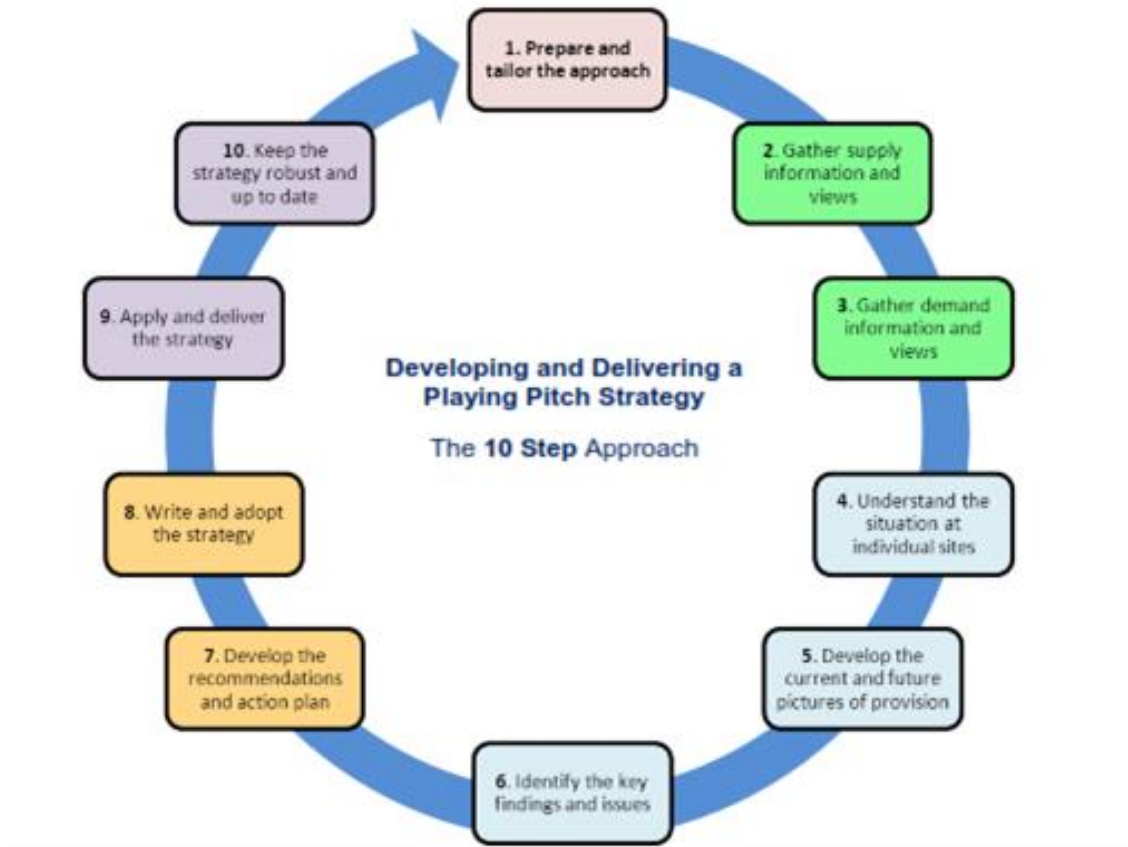 1. Prepare and
tailor the approach
2. Gather supply
information and
views
3. Gather demand
information and
views
4. Understand the
situation at
individual sites
5. Develop the
current and future
pictures of provision
6. Identify the key
findings and issues
7. Develop the
recommendations
and action plan
8. Write and adopt
the strategy
9. Apply and deliver
the strategy
10. Keep the
strategy robust and
up to date
Developing and Delivering a
Playing Pitch Strategy
The 10 Step Approach